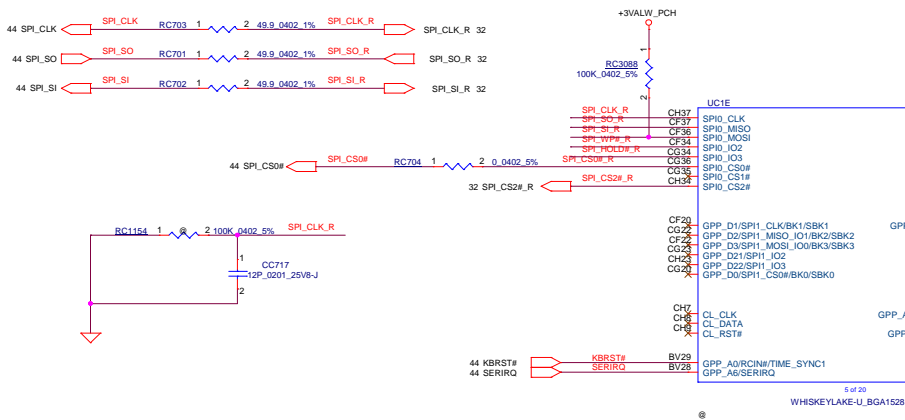 44 SPI_CLK SPI_CLK RC703 1 2 49.9_0402_1% SPI_CLK_R SPI_CLK_R 32
44 SPI_SO SPI_SO RC701 1 2 49.9_0402_1% SPI_SO_R SPI_SO_R 32
44 SPI_SI SPI_SI RC702 1 2 49.9_0402_1% SPI_SI_R SPI_SI_R 32
+3VALW_PCH
1
RC3088
100K_0402_5%
2
UC1E
SPI_CLK_R CH37 SPI0_CLK
SPI_SO_R CF37 SPI0_MISO
SPI_SI_R CF36 SPI0_MOSI
SPI_WP#_R CF34 SPI0_IO2
SPI_HOLD#_R CG34 SPI0_IO3
44 SPI_CS0# SPI_CS0# RC704 1 2 0_0402_5% SPI_CS0#_R CG36 SPI0_CS0#
CG35 SPI0_CS1#
32 SPI_CS2#_R SPI_CS2#_R CH34 SPI0_CS2#
RC1154 1 @ 2 100K_0402_5% SPI_CLK_R
1
CC717
12P_0201_25V8-J
2
CF20 GPP_D1/SPI1_CLK/BK1/SBK1 GP
CG22 GPP_D2/SPI1_MISO_IO1/BK2/SBK2
CF22 GPP_D3/SPI1_MOSI_IO0/BK3/SBK3
CG23 GPP_D21/SPI1_IO2
CH23 GPP_D22/SPI1_IO3
CG20 GPP_D0/SPI1_CS0#/BK0/SBK0
CH7 CL_CLK GPP_A
CH8 CL_DATA
CH9 CL_RST# GPP
44 KBRST# KBRST# BV29 GPP_A0/RCIN#/TIME_SYNC1
44 SERIRQ SERIRQ BV28 GPP_A6/SERIRQ
5 of 20
WHISKEYLAKE-U_BGA1528
@